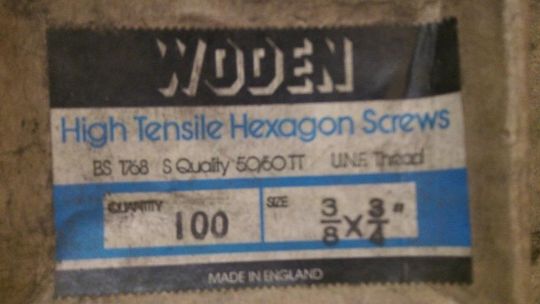 WODEN
High Tensile Hexagon Screws
BS 1768 S Quality 50/60 TT U.N.F. Thread
QUANTITY 100 SIZE 3/8 x 3/4"
MADE IN ENGLAND